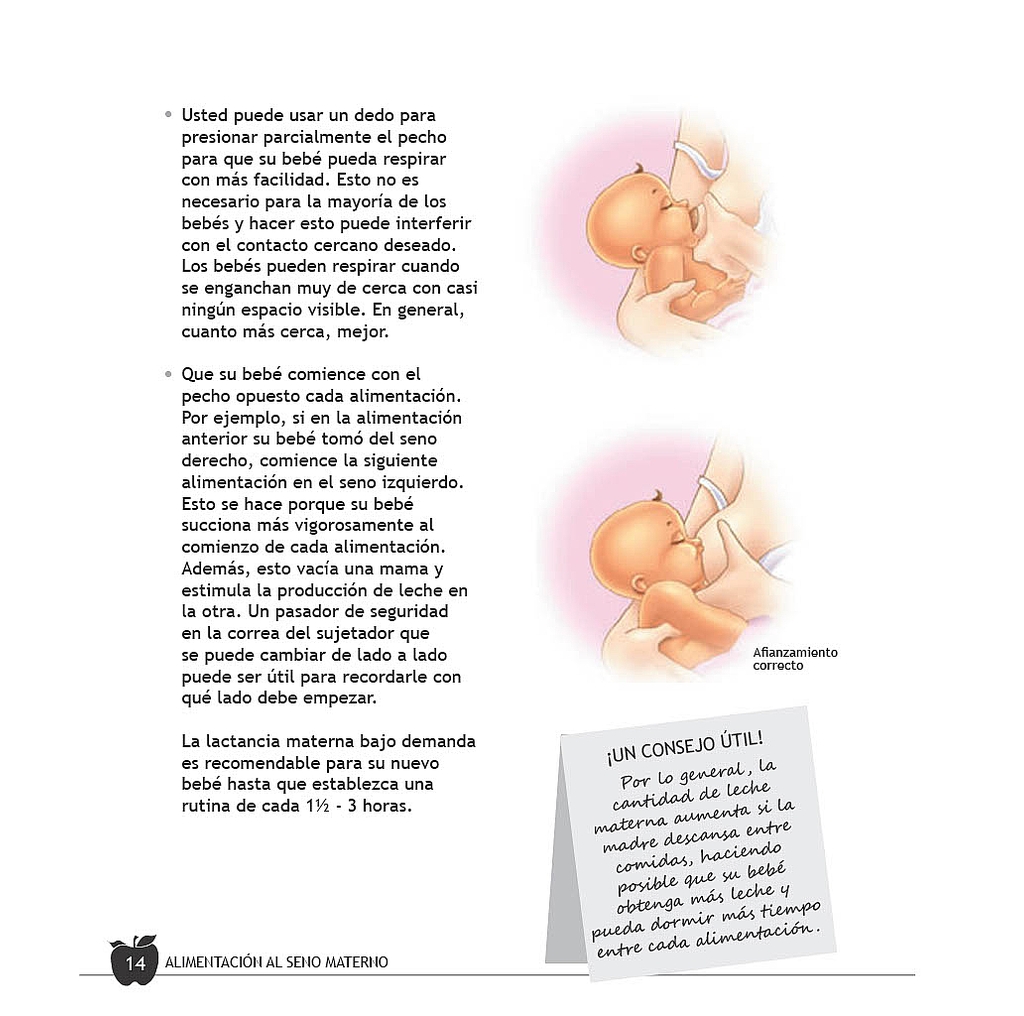 Usted puede usar un dedo para
presionar parcialmente el pecho
para que su bebé pueda respirar
con más facilidad. Esto no es
necesario para la mayoría de los
bebés y hacer esto puede interferir
con el contacto cercano deseado.
Los bebés pueden respirar cuando
se enganchan muy de cerca con casi
ningún espacio visible. En general,
cuanto más cerca, mejor.
Que su bebé comience con el
pecho opuesto cada alimentación.
Por ejemplo, si en la alimentación
anterior su bebé tomó del seno
derecho, comience la siguiente
alimentación en el seno izquierdo.
Esto se hace porque su bebé
succiona más vigorosamente al
comienzo de cada alimentación.
Además, esto vacía una mama y
estimula la producción de leche en
la otra. Un pasador de seguridad
en la correa del sujetador que
se puede cambiar de lado a lado
puede ser útil para recordarle con
qué lado debe empezar.
La lactancia materna bajo demanda
es recomendable para su nuevo
bebé hasta que establezca una
rutina de cada 1½ - 3 horas.
Afianzamiento
correcto
¡UN CONSEJO ÚTIL!
Por lo general, la
cantidad de leche
materna aumenta si la
madre descansa entre
comidas, haciendo
posible que su bebé
obtenga más leche y
pueda dormir más tiempo
entre cada alimentación.
14 ALIMENTACIÓN AL SENO MATERNO